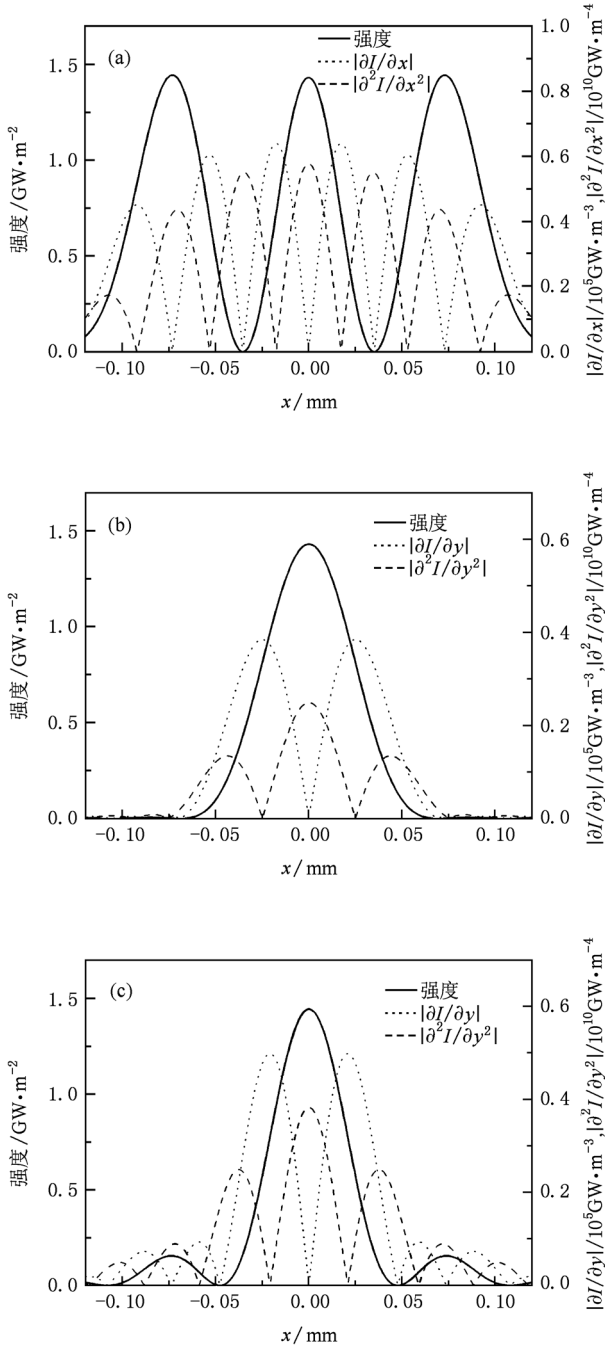 (a)
强度
|∂I/∂x|
|∂²I/∂x²|
强度/GW•m⁻²
1.5
1.0
0.5
0.0
1.0
0.8
0.6
0.4
0.2
0.0
|∂I/∂x|/10⁵GW•m⁻³,|∂²I/∂x²|/10¹⁰GW•m⁻⁴
−0.10 −0.05 0.00 0.05 0.10
x/mm
(b)
强度
|∂I/∂y|
|∂²I/∂y²|
强度/GW•m⁻²
1.5
1.0
0.5
0.0
0.6
0.4
0.2
0.0
|∂I/∂y|/10⁵GW•m⁻³,|∂²I/∂y²|/10¹⁰GW•m⁻⁴
−0.10 −0.05 0.00 0.05 0.10
x/mm
(c)
强度
|∂I/∂y|
|∂²I/∂y²|
强度/GW•m⁻²
1.5
1.0
0.5
0.0
0.6
0.4
0.2
0.0
|∂I/∂y|/10⁵GW•m⁻³,|∂²I/∂y²|/10¹⁰GW•m⁻⁴
−0.10 −0.05 0.00 0.05 0.10
x/mm